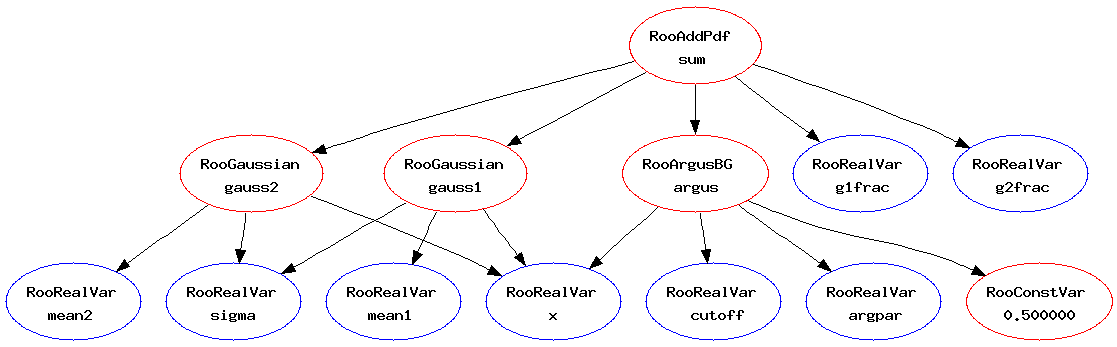 RooAddPdf
sum
RooGaussian
gauss2
RooGaussian
gauss1
RooArgusBG
argus
RooRealVar
g1frac
RooRealVar
g2frac
RooRealVar
mean2
RooRealVar
sigma
RooRealVar
mean1
RooRealVar
x
RooRealVar
cutoff
RooRealVar
argpar
RooConstVar
0.500000